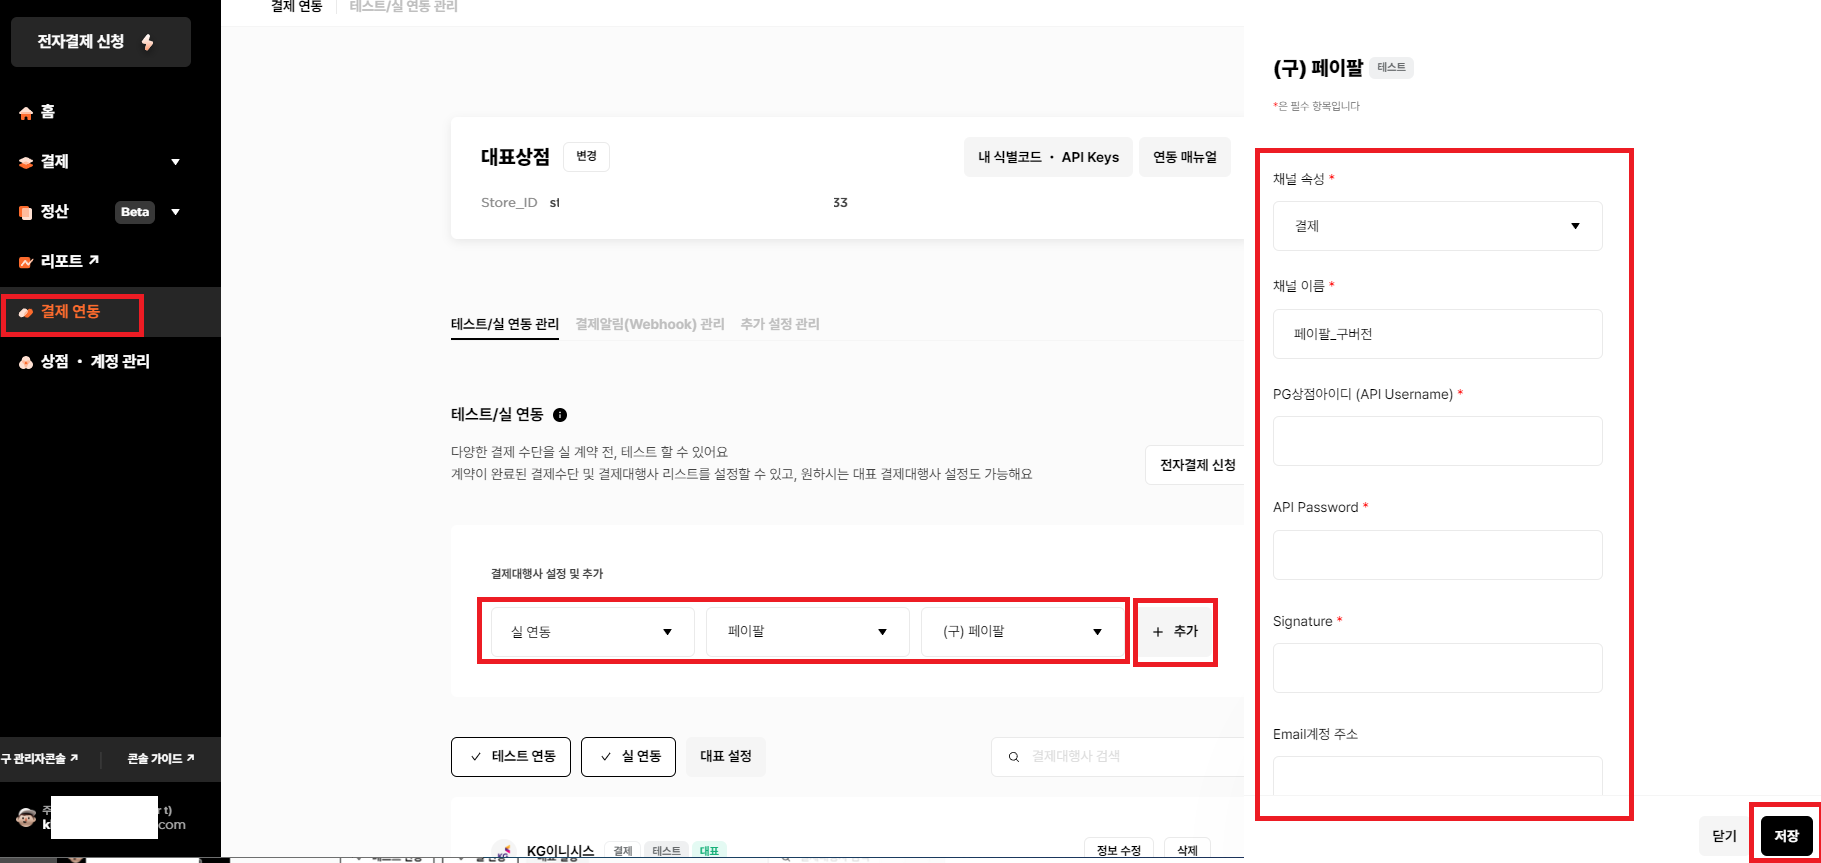 전자결제 신청
홈
결제
정산 Beta
리포트
결제 연동
상점 · 계정 관리
구 관리자콘솔
콘솔 가이드
com
결제 연동
테스트/실 연동 관리
대표상점 변경
내 식별코드 · API Keys
연동 매뉴얼
Store_ID 33
테스트/실 연동 관리
결제알림(Webhook) 관리
추가 설정 관리
테스트/실 연동
다양한 결제 수단을 실 계약 전, 테스트 할 수 있어요
계약이 완료된 결제수단 및 결제대행사 리스트를 설정할 수 있고, 원하시는 대표 결제대행사 설정도 가능해요
전자결제 신청
결제대행사 설정 및 추가
실 연동
페이팔
(구) 페이팔
+ 추가
테스트 연동
실 연동
대표 설정
결제대행사 검색
KG이니시스 결제 테스트 대표
정보 수정
삭제
(구) 페이팔 테스트
*은 필수 항목입니다
채널 속성 *
결제
채널 이름 *
페이팔_구버전
PG상점아이디 (API Username) *
API Password *
Signature *
Email계정 주소
닫기
저장